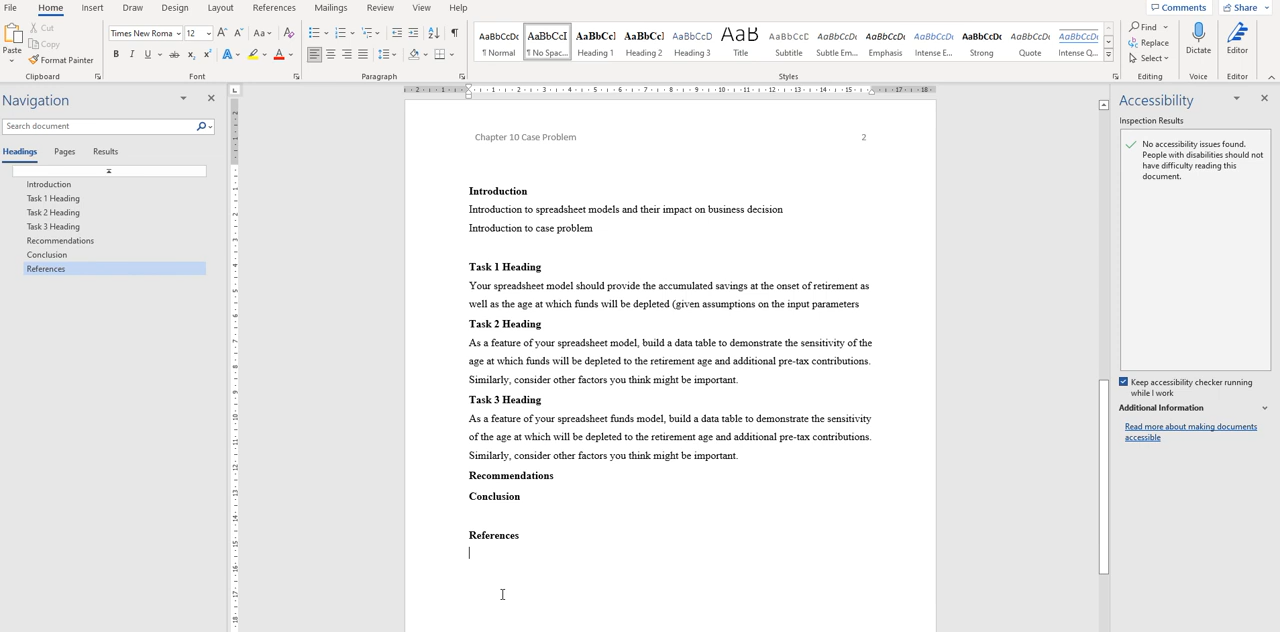 File Home Insert Draw Design Layout References Mailings Review View Help Comments Share
Paste Cut Copy Format Painter
Clipboard
Times New Roma 12
Font
Paragraph
AaBbCcDc AaBbCcI AaBbCc AaBbCc AaBbCcD AaB AaBbCcD AaBbCcDc AaBbCcDc AaBbCcDc AaBbCcDc AaBbCcDc AaBbCcDc
¶ Normal ¶ No Spac... Heading 1 Heading 2 Heading 3 Title Subtitle Subtle Em... Emphasis Intense E... Strong Quote Intense Q...
Styles
Find
Replace
Select
Editing
Dictate
Voice
Editor
Editor
Navigation
Search document
Headings Pages Results
Introduction
Task 1 Heading
Task 2 Heading
Task 3 Heading
Recommendations
Conclusion
References
Chapter 10 Case Problem 2
Introduction
Introduction to spreadsheet models and their impact on business decision
Introduction to case problem
Task 1 Heading
Your spreadsheet model should provide the accumulated savings at the onset of retirement as
well as the age at which funds will be depleted (given assumptions on the input parameters
Task 2 Heading
As a feature of your spreadsheet model, build a data table to demonstrate the sensitivity of the
age at which funds will be depleted to the retirement age and additional pre-tax contributions.
Similarly, consider other factors you think might be important.
Task 3 Heading
As a feature of your spreadsheet funds model, build a data table to demonstrate the sensitivity
of the age at which will be depleted to the retirement age and additional pre-tax contributions.
Similarly, consider other factors you think might be important.
Recommendations
Conclusion
References
Accessibility
Inspection Results
No accessibility issues found.
People with disabilities should not
have difficulty reading this
document.
Keep accessibility checker running
while I work
Additional Information
Read more about making documents
accessible